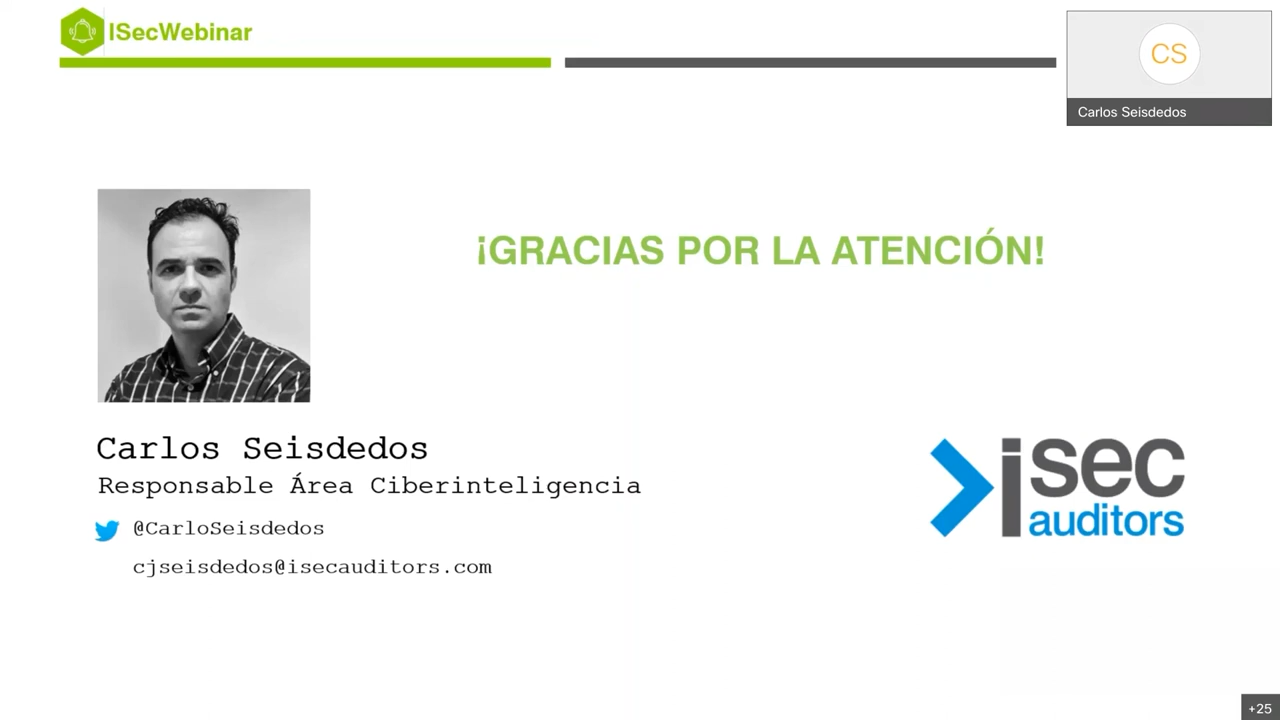 ISecWebinar
CS
Carlos Seisdedos
¡GRACIAS POR LA ATENCIÓN!
Carlos Seisdedos
Responsable Área Ciberinteligencia
@CarloSeisdedos
cjseisdedos@isecauditors.com
isec
auditors
+25